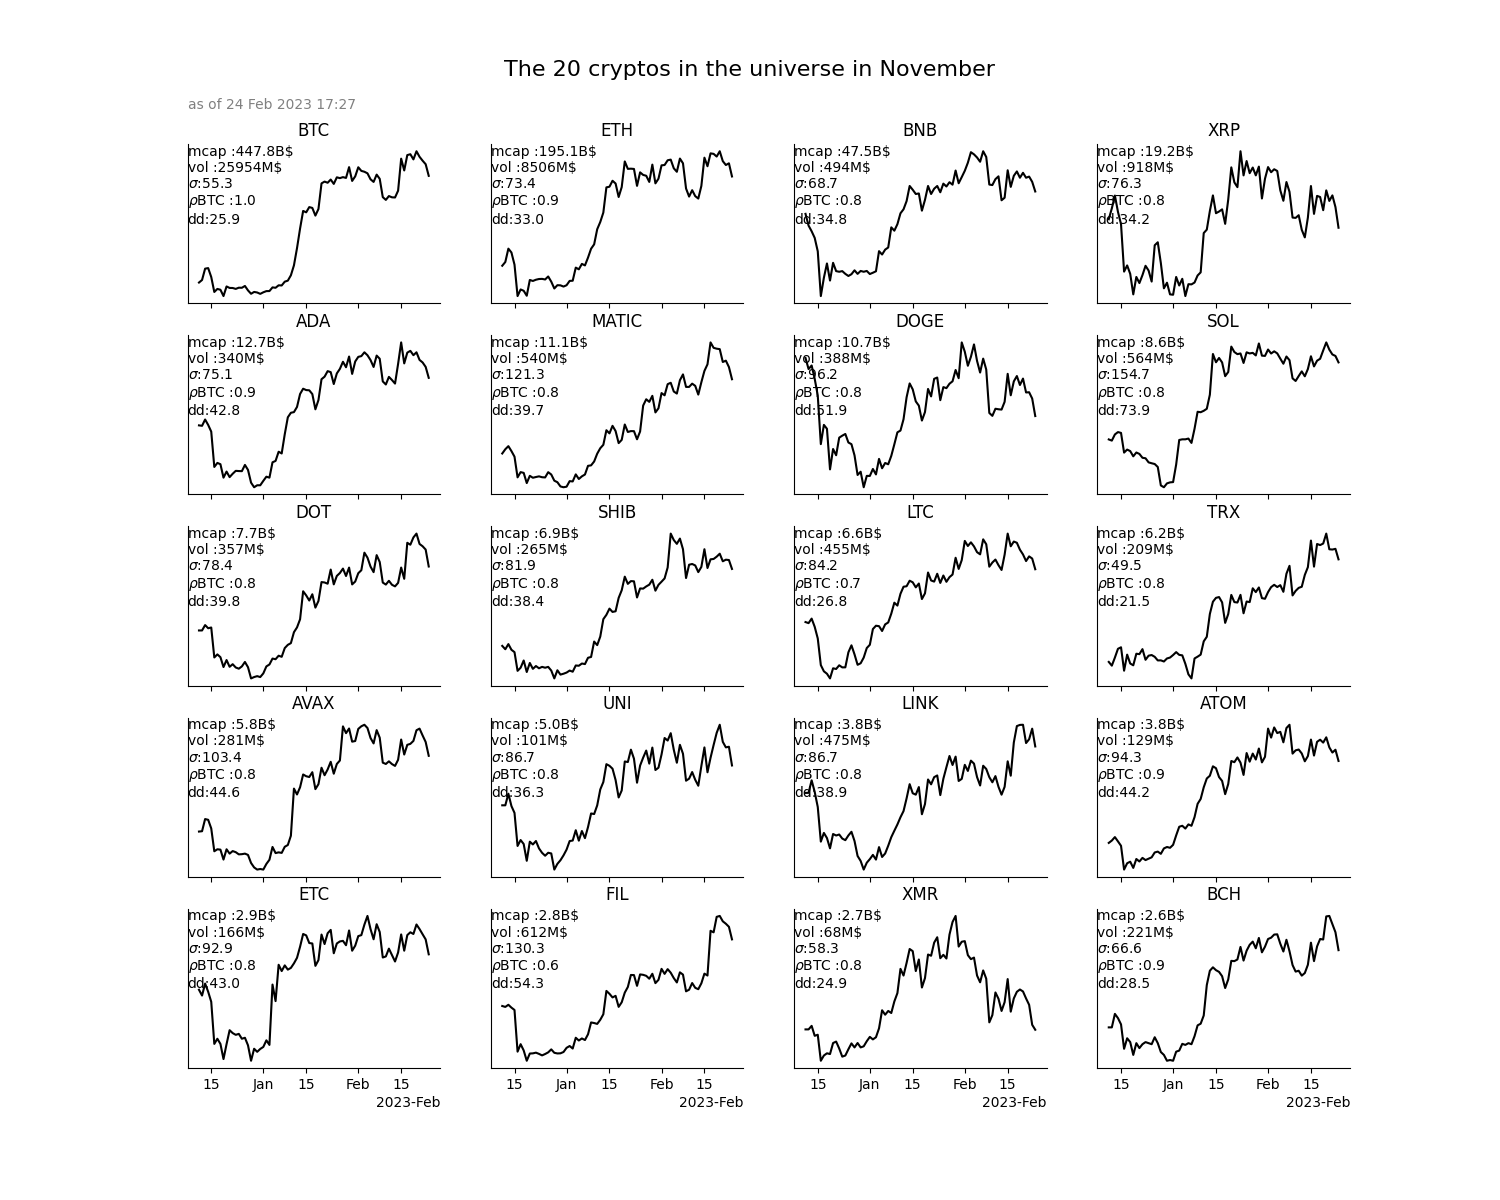 The 20 cryptos in the universe in November
as of 24 Feb 2023 17:27
BTC
mcap :447.8B$
vol :25954M$
σ:55.3
ρBTC :1.0
dd:25.9
ETH
mcap :195.1B$
vol :8506M$
σ:73.4
ρBTC :0.9
dd:33.0
BNB
mcap :47.5B$
vol :494M$
σ:68.7
ρBTC :0.8
dd:34.8
XRP
mcap :19.2B$
vol :918M$
σ:76.3
ρBTC :0.8
dd:34.2
ADA
mcap :12.7B$
vol :340M$
σ:75.1
ρBTC :0.9
dd:42.8
MATIC
mcap :11.1B$
vol :540M$
σ:121.3
ρBTC :0.8
dd:39.7
DOGE
mcap :10.7B$
vol :388M$
σ:96.2
ρBTC :0.8
dd:51.9
SOL
mcap :8.6B$
vol :564M$
σ:154.7
ρBTC :0.8
dd:73.9
DOT
mcap :7.7B$
vol :357M$
σ:78.4
ρBTC :0.8
dd:39.8
SHIB
mcap :6.9B$
vol :265M$
σ:81.9
ρBTC :0.8
dd:38.4
LTC
mcap :6.6B$
vol :455M$
σ:84.2
ρBTC :0.7
dd:26.8
TRX
mcap :6.2B$
vol :209M$
σ:49.5
ρBTC :0.8
dd:21.5
AVAX
mcap :5.8B$
vol :281M$
σ:103.4
ρBTC :0.8
dd:44.6
UNI
mcap :5.0B$
vol :101M$
σ:86.7
ρBTC :0.8
dd:36.3
LINK
mcap :3.8B$
vol :475M$
σ:86.7
ρBTC :0.8
dd:38.9
ATOM
mcap :3.8B$
vol :129M$
σ:94.3
ρBTC :0.9
dd:44.2
ETC
mcap :2.9B$
vol :166M$
σ:92.9
ρBTC :0.8
dd:43.0
15 Jan 15 Feb 15
2023-Feb
FIL
mcap :2.8B$
vol :612M$
σ:130.3
ρBTC :0.6
dd:54.3
15 Jan 15 Feb 15
2023-Feb
XMR
mcap :2.7B$
vol :68M$
σ:58.3
ρBTC :0.8
dd:24.9
15 Jan 15 Feb 15
2023-Feb
BCH
mcap :2.6B$
vol :221M$
σ:66.6
ρBTC :0.9
dd:28.5
15 Jan 15 Feb 15
2023-Feb